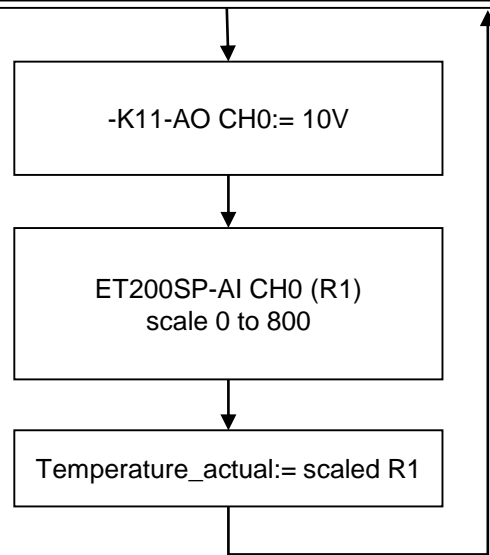 -K11-AO CH0:= 10V
ET200SP-AI CH0 (R1)
scale 0 to 800
Temperature_actual:= scaled R1